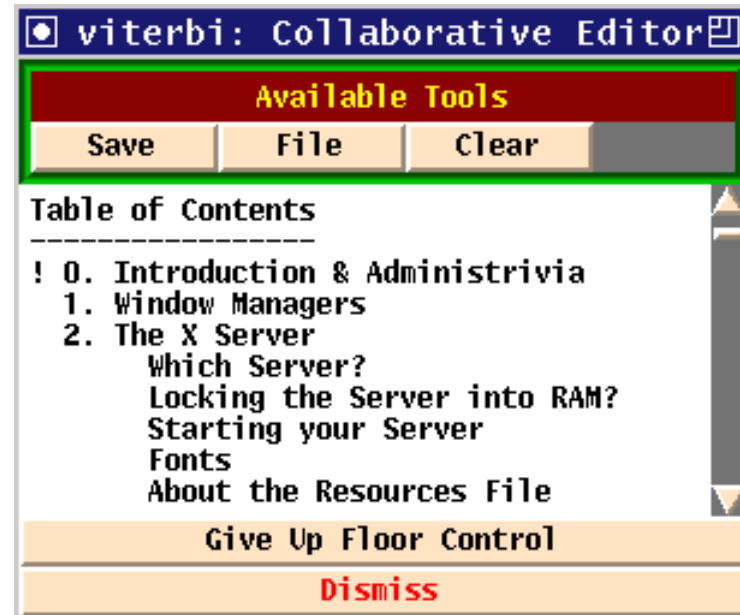 viterbi: Collaborative Editor
Available Tools
Save File Clear
Table of Contents
-----------------
! 0. Introduction & Administrivia
1. Window Managers
2. The X Server
Which Server?
Locking the Server into RAM?
Starting your Server
Fonts
About the Resources File
Give Up Floor Control
Dismiss